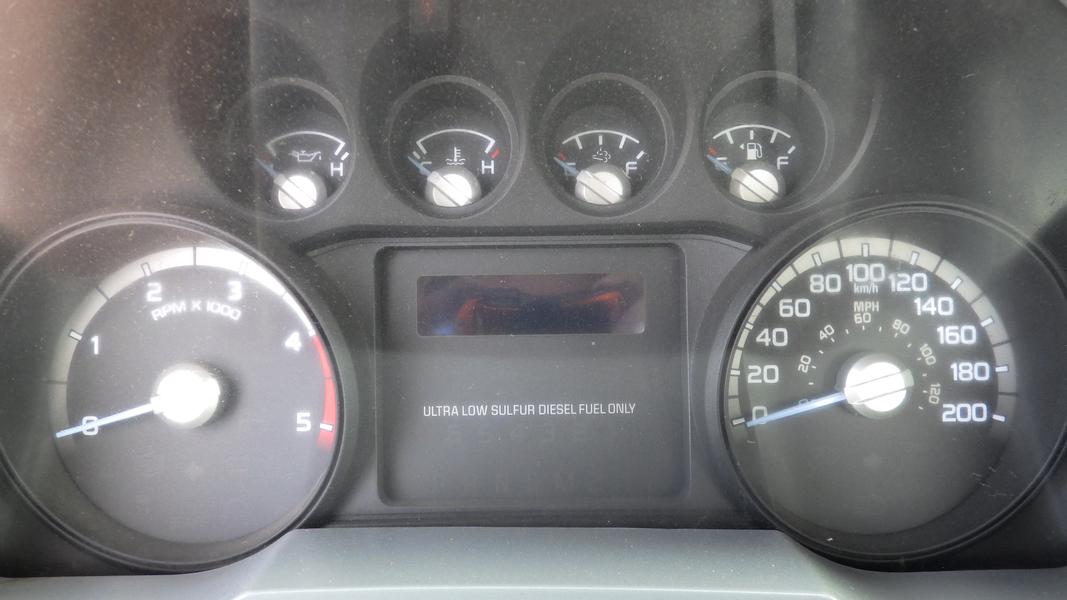 H
C H
E F
E F
0 1 2 3 4 5
RPM X 1000
0 20 40 60 80 100 120 140 160 180 200
km/h
MPH
20 40 60 80 100 120
ULTRA LOW SULFUR DIESEL FUEL ONLY